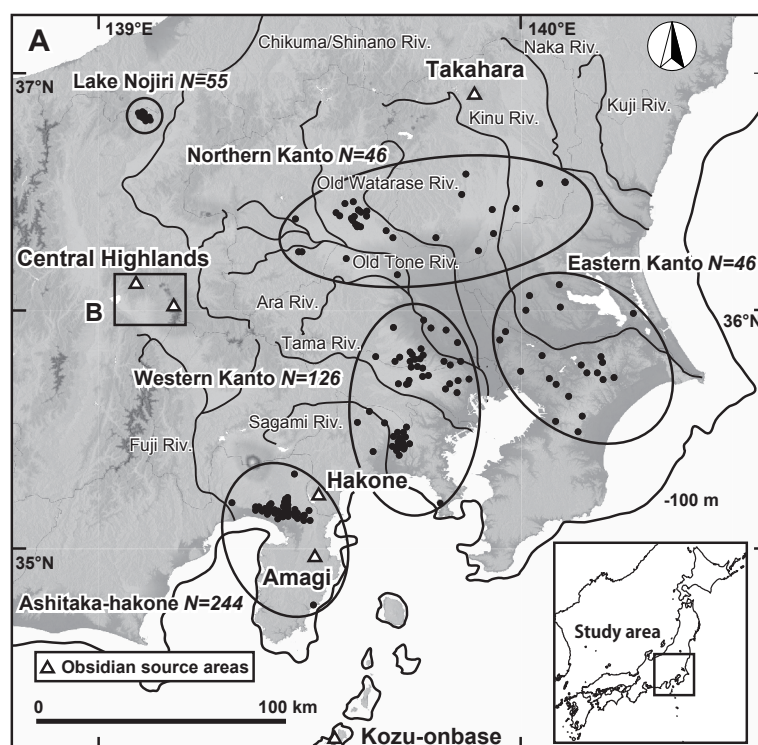 A
139°E
140°E
Chikuma/Shinano Riv.
Naka Riv.
37°N
Takahara
Lake Nojiri N=55
Kinu Riv.
Kuji Riv.
Northern Kanto N=46
Old Watarase Riv.
Central Highlands
Old Tone Riv.
Eastern Kanto N=46
B
Ara Riv.
36°N
Tama Riv.
Western Kanto N=126
Sagami Riv.
Fuji Riv.
Hakone
-100 m
35°N
Amagi
Ashitaka-hakone N=244
Study area
Obsidian source areas
0 100 km
Kozu-onbase